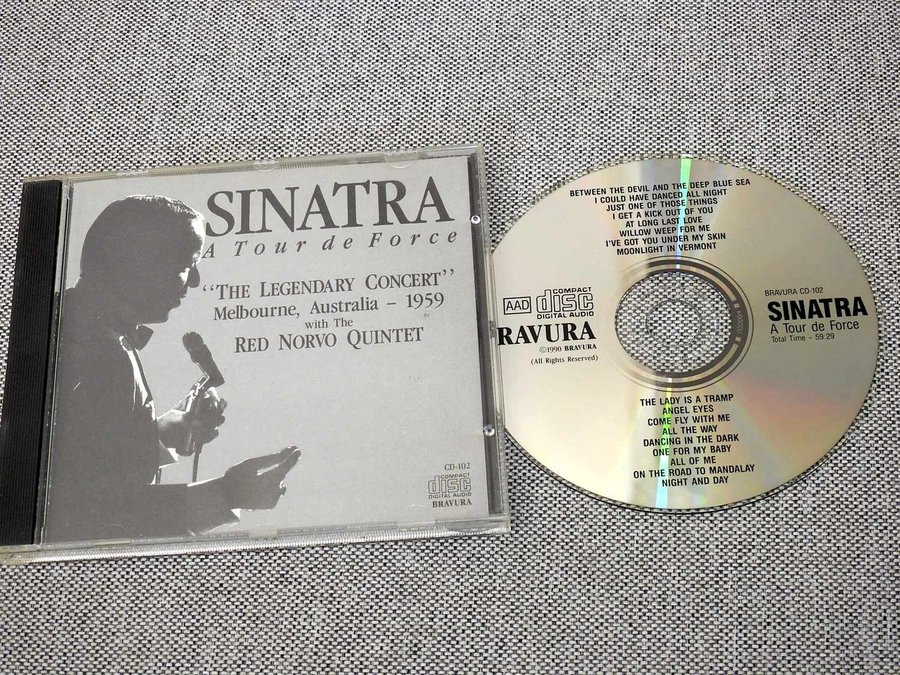 SINATRA
A Tour de Force
“THE LEGENDARY CONCERT”
Melbourne, Australia – 1959
with The
RED NORVO QUINTET
CD-102
COMPACT
disc
DIGITAL AUDIO
BRAVURA
BETWEEN THE DEVIL AND THE DEEP BLUE SEA
I COULD HAVE DANCED ALL NIGHT
JUST ONE OF THOSE THINGS
I GET A KICK OUT OF YOU
AT LONG LAST LOVE
WILLOW WEEP FOR ME
I'VE GOT YOU UNDER MY SKIN
MOONLIGHT IN VERMONT
AAD
COMPACT
disc
DIGITAL AUDIO
RAVURA
©1990 BRAVURA
(All Rights Reserved)
BRAVURA CD-102
SINATRA
A Tour de Force
Total Time – 59:29
THE LADY IS A TRAMP
ANGEL EYES
COME FLY WITH ME
ALL THE WAY
DANCING IN THE DARK
ONE FOR MY BABY
ALL OF ME
ON THE ROAD TO MANDALAY
NIGHT AND DAY